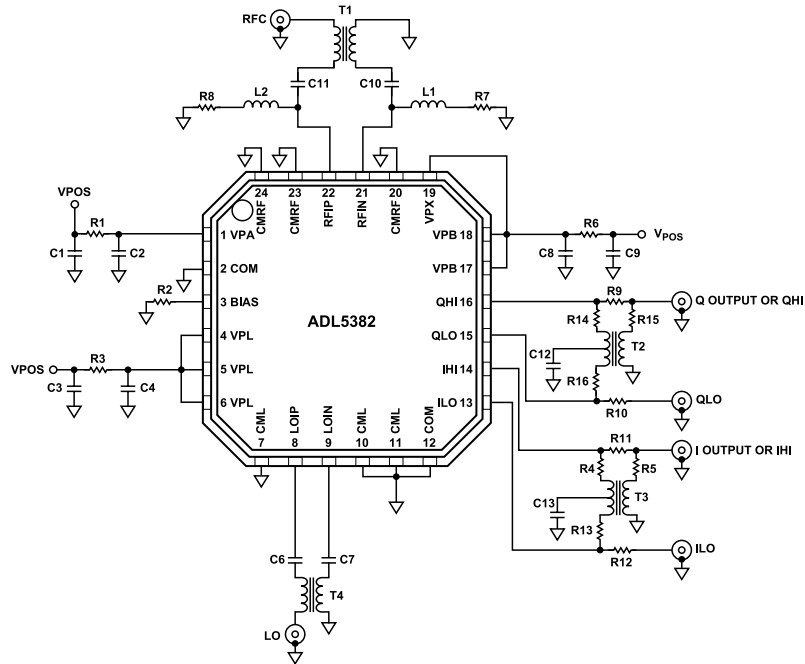 RFC
T1
C11
C10
R8
L2
L1
R7
VPOS
R1
C1
C2
R2
VPOS
R3
C3
C4
24
23
22
21
20
19
CMRF
CMRF
RFIP
RFIN
CMRF
VPX
1 VPA
2 COM
3 BIAS
4 VPL
5 VPL
6 VPL
ADL5382
VPB 18
VPB 17
QHI 16
QLO 15
IHI 14
ILO 13
CML
LOIP
LOIN
CML
CML
COM
7
8
9
10
11
12
R6
VPOS
C8
C9
R9
Q OUTPUT OR QHI
R14
R15
C12
T2
R16
R10
QLO
R11
I OUTPUT OR IHI
R4
R5
C13
T3
R13
R12
ILO
C6
C7
T4
LO